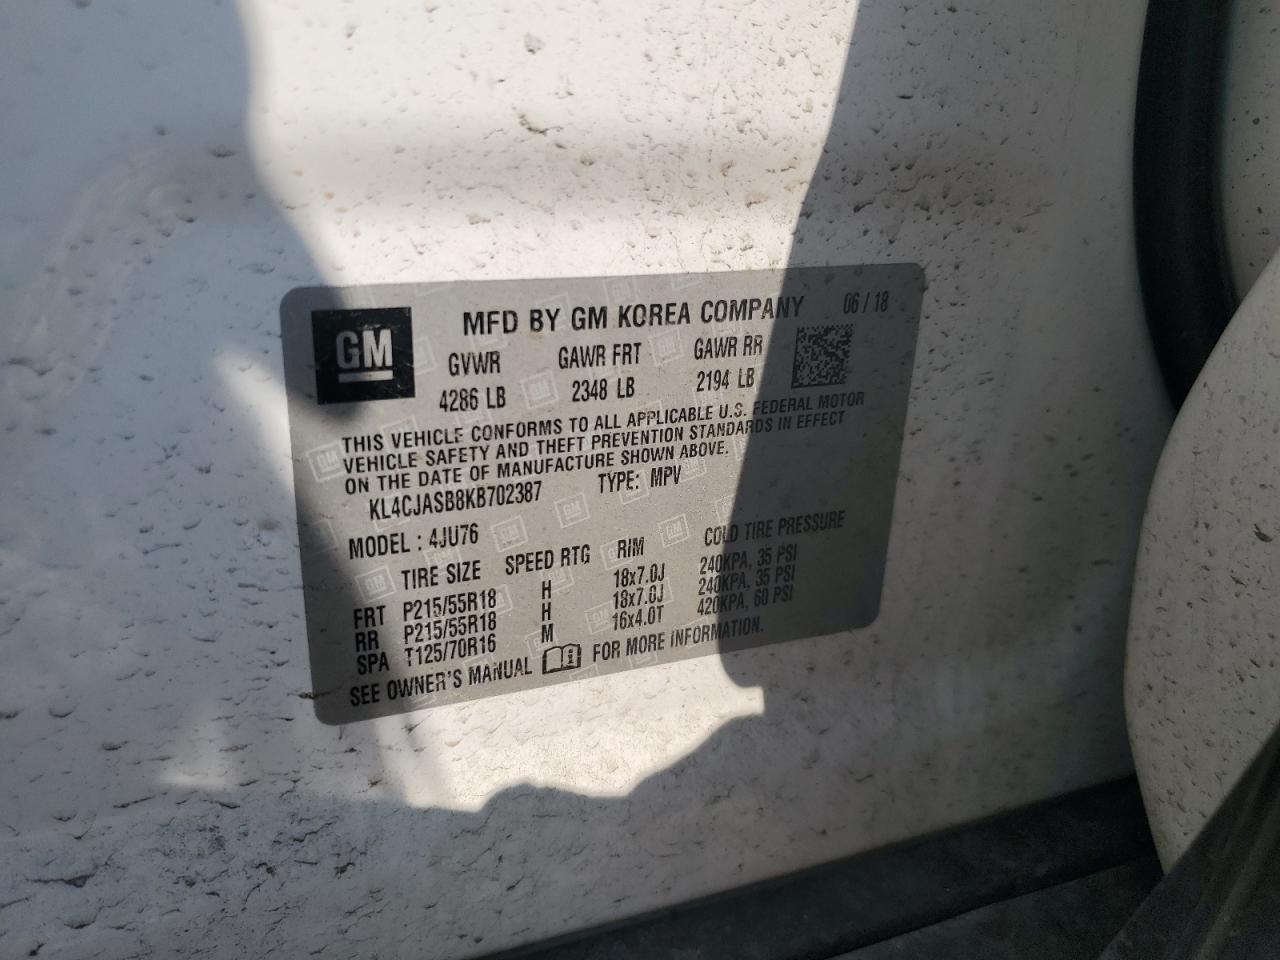 GM
MFD BY GM KOREA COMPANY 06 / 18
GVWR GAWR FRT GAWR RR
4286 LB 2348 LB 2194 LB
THIS VEHICLE CONFORMS TO ALL APPLICABLE U.S. FEDERAL MOTOR
VEHICLE SAFETY AND THEFT PREVENTION STANDARDS IN EFFECT
ON THE DATE OF MANUFACTURE SHOWN ABOVE.
KL4CJASB8KB702387 TYPE: MPV
MODEL : 4JU76
TIRE SIZE SPEED RTG RIM COLD TIRE PRESSURE
FRT P215/55R18 H 18x7.0J 240KPA, 35 PSI
RR P215/55R18 H 18x7.0J 240KPA, 35 PSI
SPA T125/70R16 M 16x4.0T 420KPA, 60 PSI
SEE OWNER'S MANUAL FOR MORE INFORMATION.